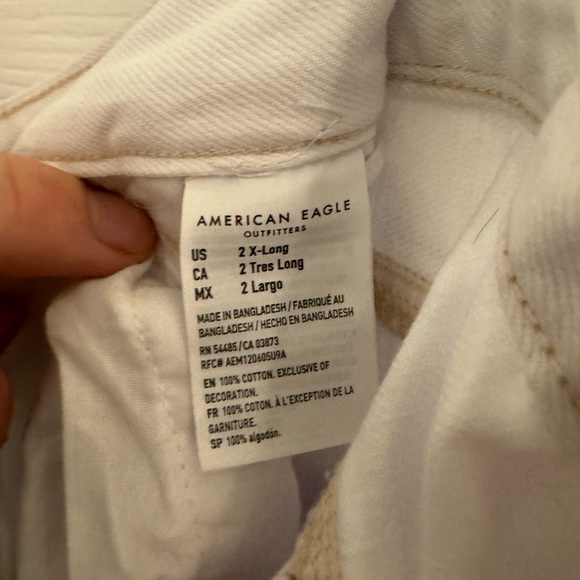 AMERICAN EAGLE
OUTFITTERS
US 2 X-Long
CA 2 Tres Long
MX 2 Largo
MADE IN BANGLADESH / FABRIQUÉ AU
BANGLADESH / HECHO EN BANGLADESH
RN 54485 / CA 03873
RFC# AEM120605U9A
EN 100% COTTON. EXCLUSIVE OF
DECORATION.
FR 100% COTON. À L'EXCEPTION DE LA
GARNITURE.
SP 100% algodón.